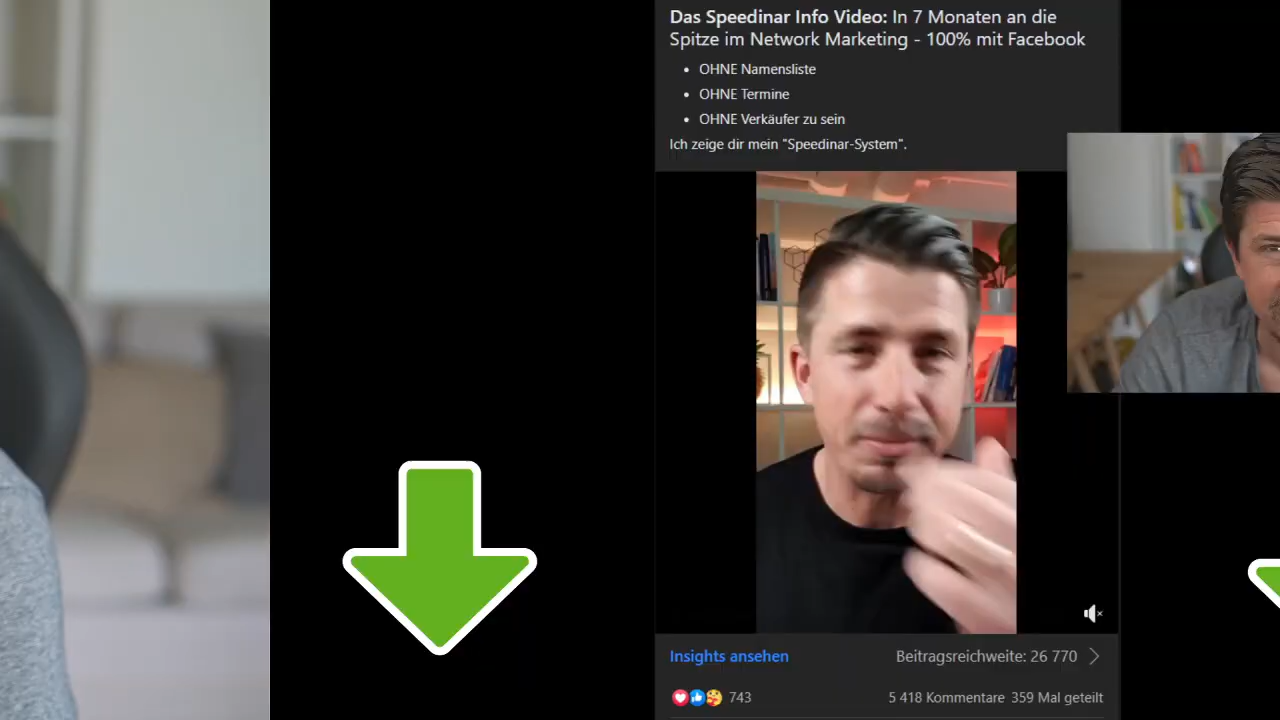 Das Speedinar Info Video: In 7 Monaten an die
Spitze im Network Marketing - 100% mit Facebook
• OHNE Namensliste
• OHNE Termine
• OHNE Verkäufer zu sein
Ich zeige dir mein "Speedinar-System".
Insights ansehen
Beitragsreichweite: 26 770
743
5 418 Kommentare 359 Mal geteilt